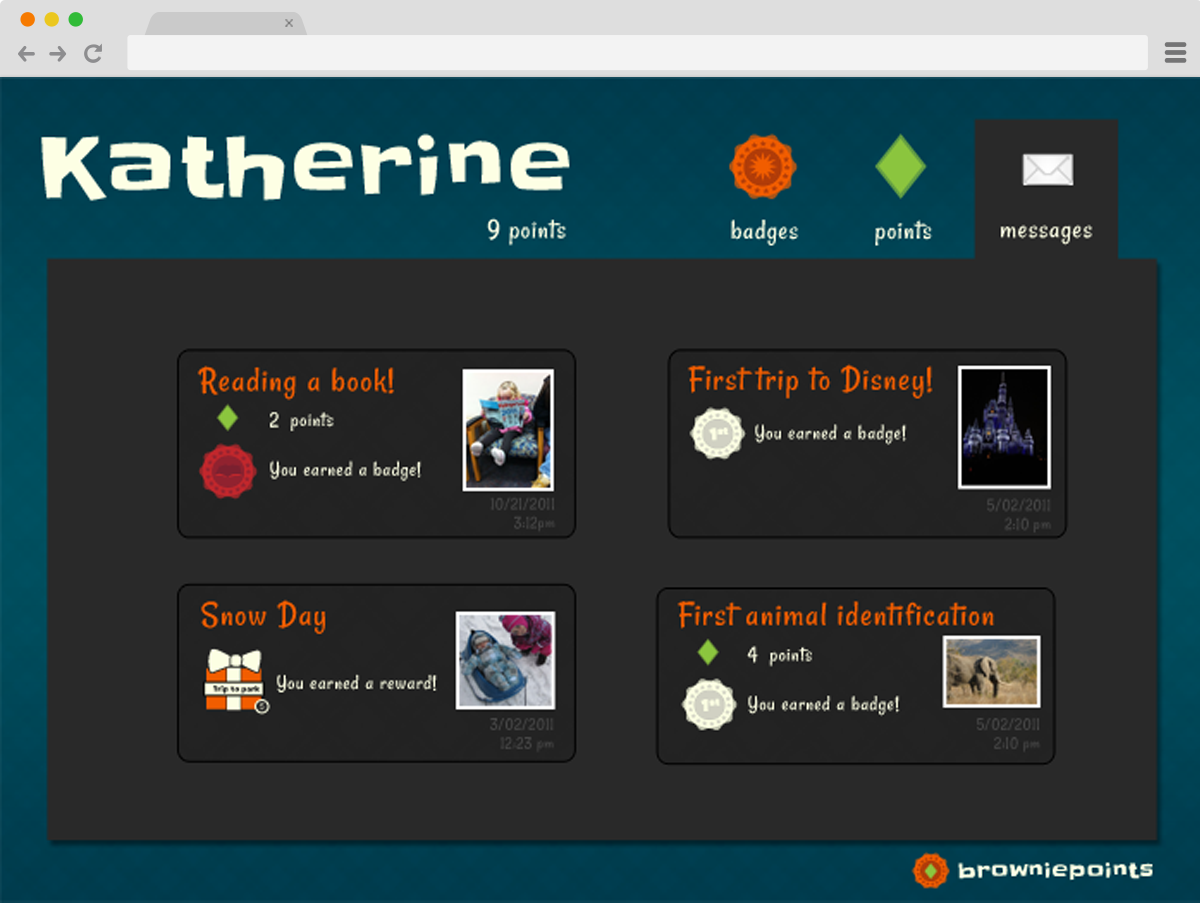 Katherine
9 points
badges
points
messages
Reading a book!
2 points
You earned a badge!
10/21/2011
3:12pm
First trip to Disney!
1st
You earned a badge!
5/02/2011
2:10 pm
Snow Day
Trip to park
5
You earned a reward!
3/02/2011
12:23 pm
First animal identification
4 points
1st
You earned a badge!
5/02/2011
2:10 pm
browniepoints